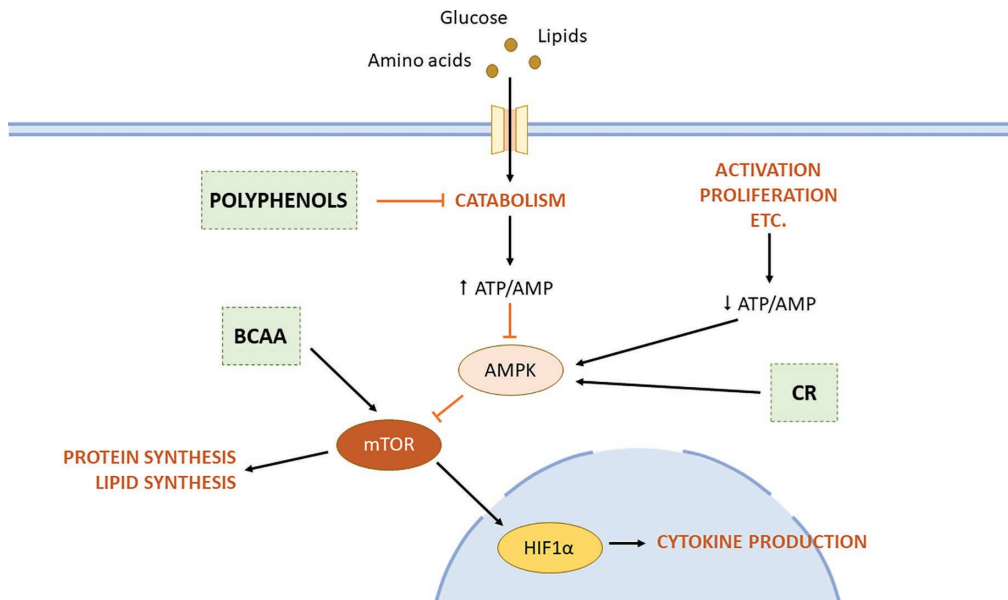 Glucose
Lipids
Amino acids
ACTIVATION
PROLIFERATION
ETC.
POLYPHENOLS
CATABOLISM
↑ ATP/AMP
↓ ATP/AMP
BCAA
AMPK
CR
mTOR
PROTEIN SYNTHESIS
LIPID SYNTHESIS
HIF1α
CYTOKINE PRODUCTION